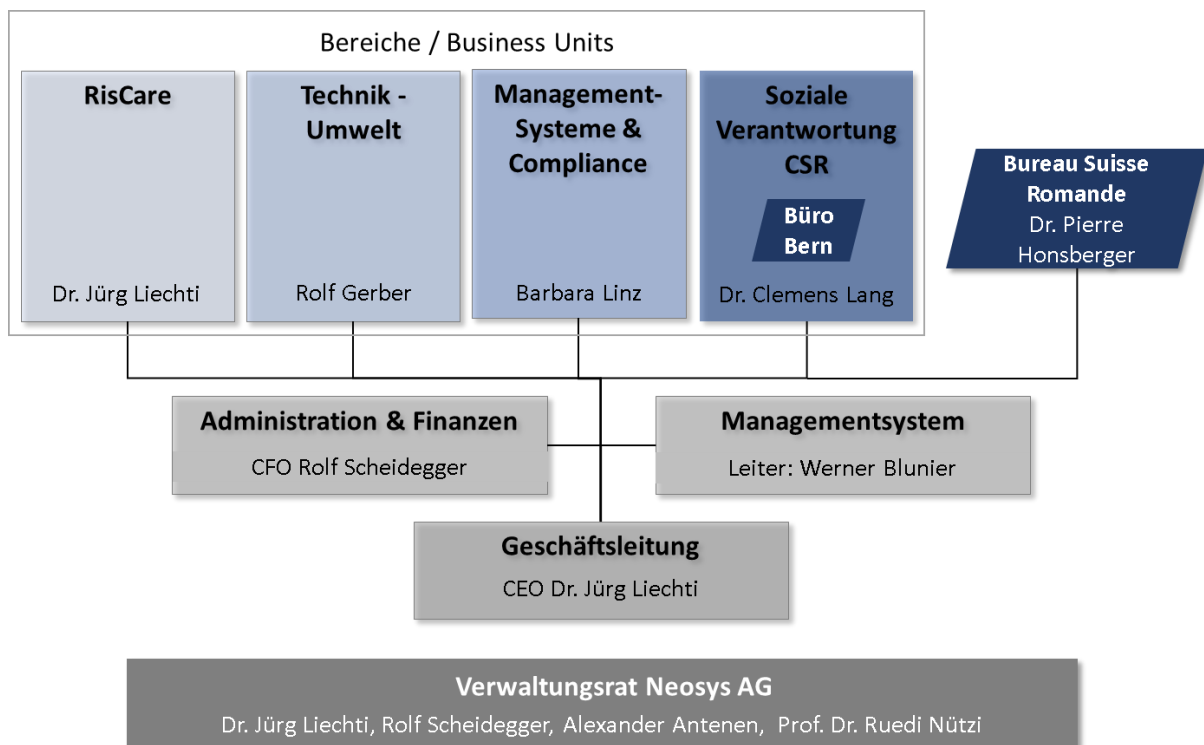 Bereiche / Business Units
RisCare
Dr. Jürg Liechti
Technik -
Umwelt
Rolf Gerber
Management-
Systeme &
Compliance
Barbara Linz
Soziale
Verantwortung
CSR
Büro
Bern
Dr. Clemens Lang
Bureau Suisse
Romande
Dr. Pierre
Honsberger
Administration & Finanzen
CFO Rolf Scheidegger
Managementsystem
Leiter: Werner Blunier
Geschäftsleitung
CEO Dr. Jürg Liechti
Verwaltungsrat Neosys AG
Dr. Jürg Liechti, Rolf Scheidegger, Alexander Antenen, Prof. Dr. Ruedi Nützi